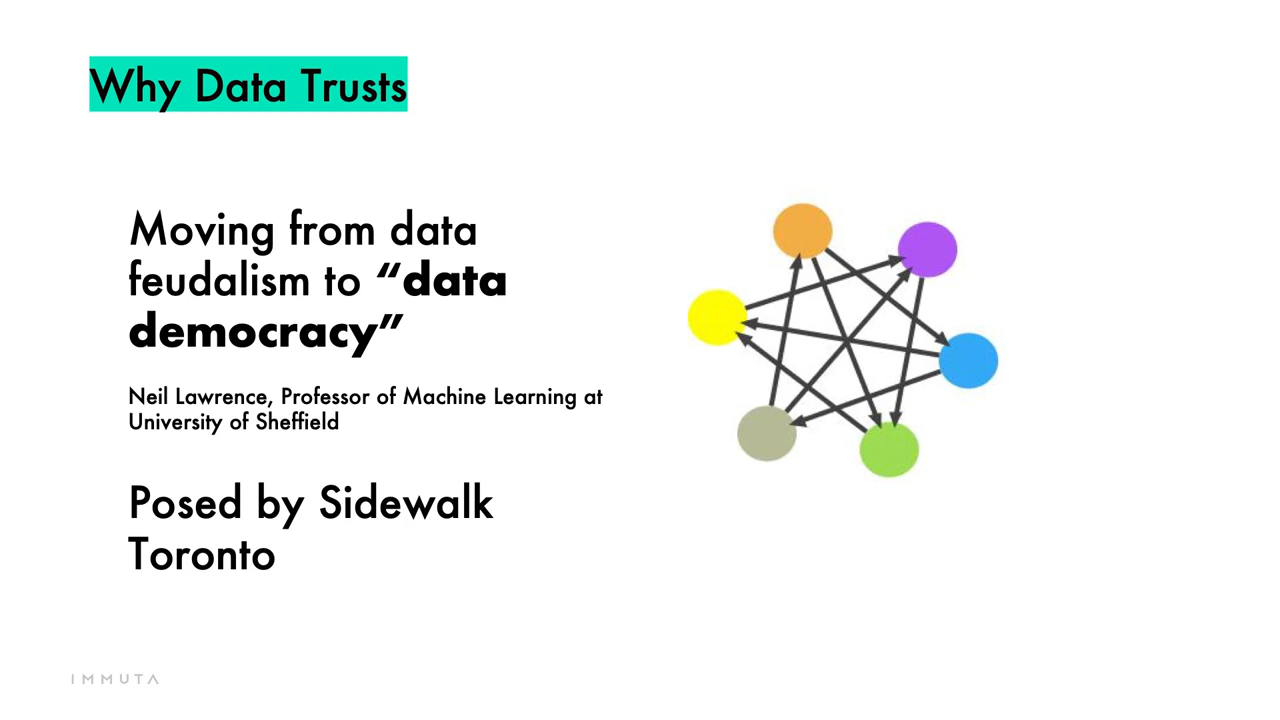 Why Data Trusts
Moving from data
feudalism to “data
democracy”
Neil Lawrence, Professor of Machine Learning at
University of Sheffield
Posed by Sidewalk
Toronto
IMMUTA